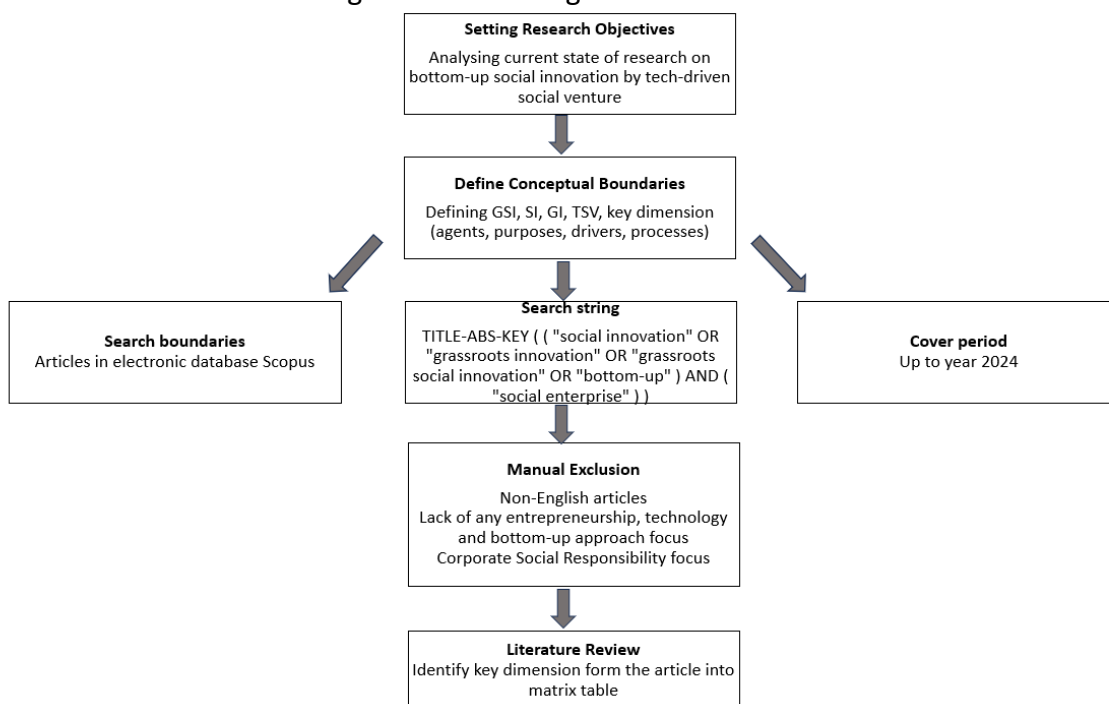 Setting Research Objectives
Analysing current state of research on
bottom-up social innovation by tech-driven
social venture
Define Conceptual Boundaries
Defining GSI, SI, GI, TSV, key dimension
(agents, purposes, drivers, processes)
Search boundaries
Articles in electronic database Scopus
Search string
TITLE-ABS-KEY ( ( "social innovation" OR
"grassroots innovation" OR "grassroots
social innovation" OR "bottom-up" ) AND (
"social enterprise" ) )
Cover period
Up to year 2024
Manual Exclusion
Non-English articles
Lack of any entrepreneurship, technology
and bottom-up approach focus
Corporate Social Responsibility focus
Literature Review
Identify key dimension form the article into
matrix table